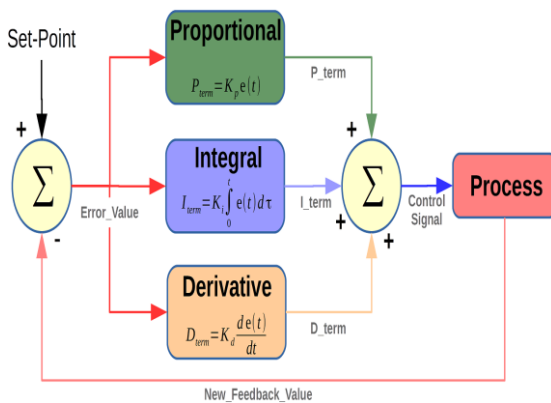 Set-Point
+
Σ
-
Error_Value
Proportional
P_term=K_p e(t)
P_term
Integral
I_term=K_i∫_0^t e(t)dτ
I_term
Derivative
D_term=K_d de(t)/dt
D_term
+
+
+
Σ
Control
Signal
Process
New_Feedback_Value